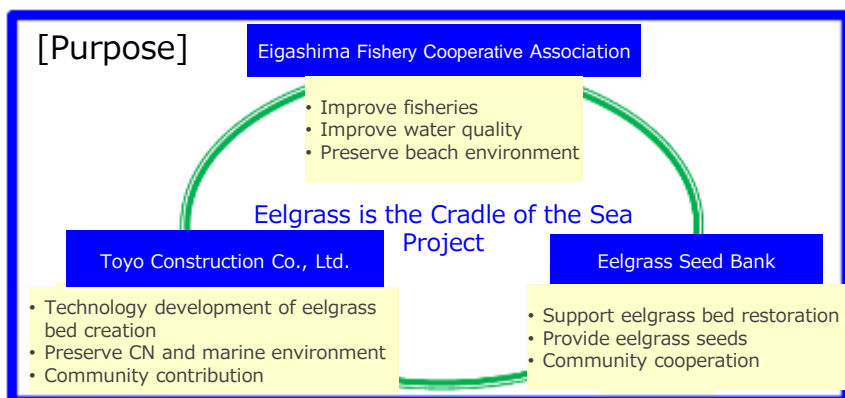 [Purpose]
Eigashima Fishery Cooperative Association
• Improve fisheries
• Improve water quality
• Preserve beach environment
Eelgrass is the Cradle of the Sea
Project
Toyo Construction Co., Ltd.
• Technology development of eelgrass
bed creation
• Preserve CN and marine environment
• Community contribution
Eelgrass Seed Bank
• Support eelgrass bed restoration
• Provide eelgrass seeds
• Community cooperation